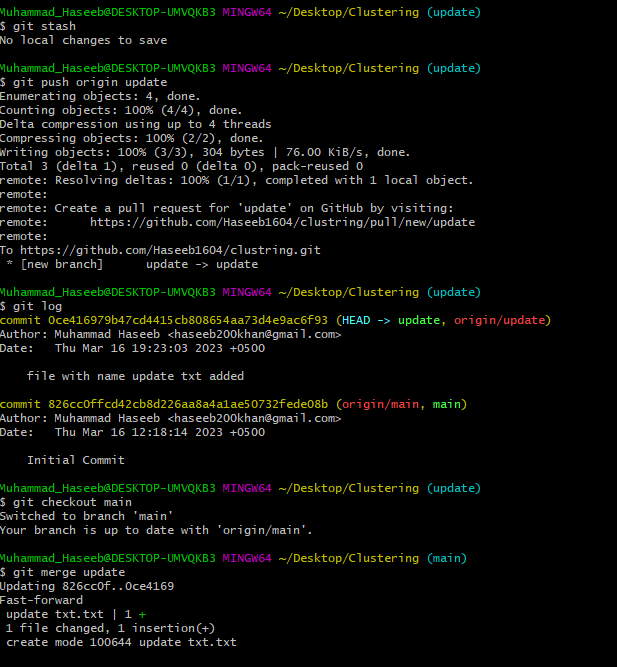 Muhammad_Haseeb@DESKTOP-UMVQKB3 MINGW64 ~/Desktop/Clustering (update)
$ git stash
No local changes to save

Muhammad_Haseeb@DESKTOP-UMVQKB3 MINGW64 ~/Desktop/Clustering (update)
$ git push origin update
Enumerating objects: 4, done.
Counting objects: 100% (4/4), done.
Delta compression using up to 4 threads
Compressing objects: 100% (2/2), done.
Writing objects: 100% (3/3), 304 bytes | 76.00 KiB/s, done.
Total 3 (delta 1), reused 0 (delta 0), pack-reused 0
remote: Resolving deltas: 100% (1/1), completed with 1 local object.
remote:
remote: Create a pull request for 'update' on GitHub by visiting:
remote:      https://github.com/Haseeb1604/clustring/pull/new/update
remote:
To https://github.com/Haseeb1604/clustring.git
 * [new branch]      update -> update

Muhammad_Haseeb@DESKTOP-UMVQKB3 MINGW64 ~/Desktop/Clustering (update)
$ git log
commit 0ce416979b47cd4415cb808654aa73d4e9ac6f93 (HEAD -> update, origin/update)
Author: Muhammad Haseeb <haseeb200khan@gmail.com>
Date:   Thu Mar 16 19:23:03 2023 +0500

    file with name update txt added

commit 826cc0ffcd42cb8d226aa8a4a1ae50732fede08b (origin/main, main)
Author: Muhammad Haseeb <haseeb200khan@gmail.com>
Date:   Thu Mar 16 12:18:14 2023 +0500

    Initial Commit

Muhammad_Haseeb@DESKTOP-UMVQKB3 MINGW64 ~/Desktop/Clustering (update)
$ git checkout main
Switched to branch 'main'
Your branch is up to date with 'origin/main'.

Muhammad_Haseeb@DESKTOP-UMVQKB3 MINGW64 ~/Desktop/Clustering (main)
$ git merge update
Updating 826cc0f..0ce4169
Fast-forward
 update txt.txt | 1 +
 1 file changed, 1 insertion(+)
 create mode 100644 update txt.txt